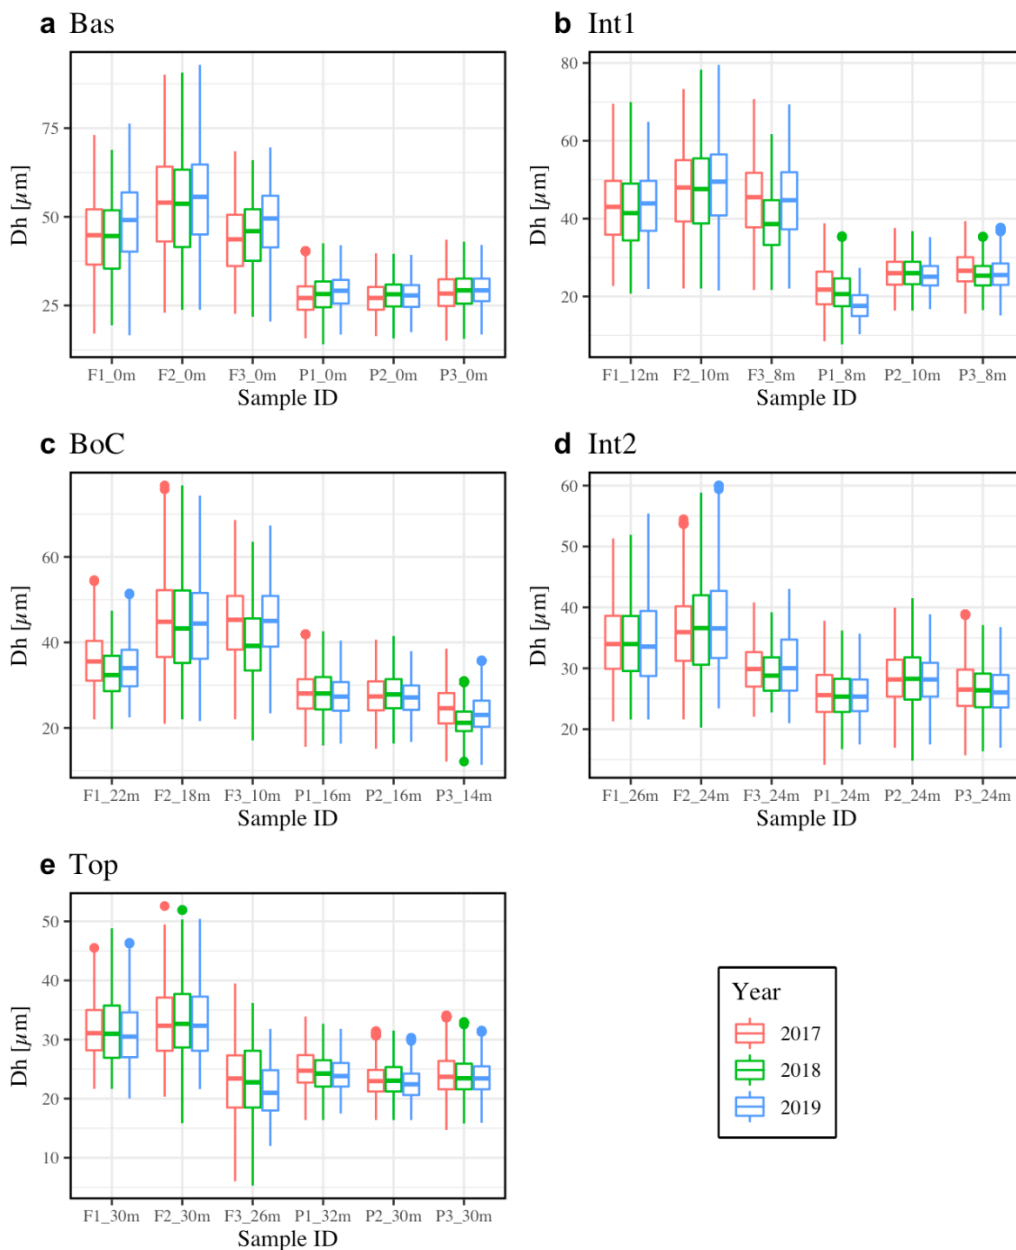 a Bas
75
50
25
Dh [µm]
F1_0m F2_0m F3_0m P1_0m P2_0m P3_0m
Sample ID
b Int1
80
60
40
20
Dh [µm]
F1_12m F2_10m F3_8m P1_8m P2_10m P3_8m
Sample ID
c BoC
60
40
20
Dh [µm]
F1_22m F2_18m F3_10m P1_16m P2_16m P3_14m
Sample ID
d Int2
60
50
40
30
20
Dh [µm]
F1_26m F2_24m F3_24m P1_24m P2_24m P3_24m
Sample ID
e Top
50
40
30
20
10
Dh [µm]
F1_30m F2_30m F3_26m P1_32m P2_30m P3_30m
Sample ID
Year
2017
2018
2019